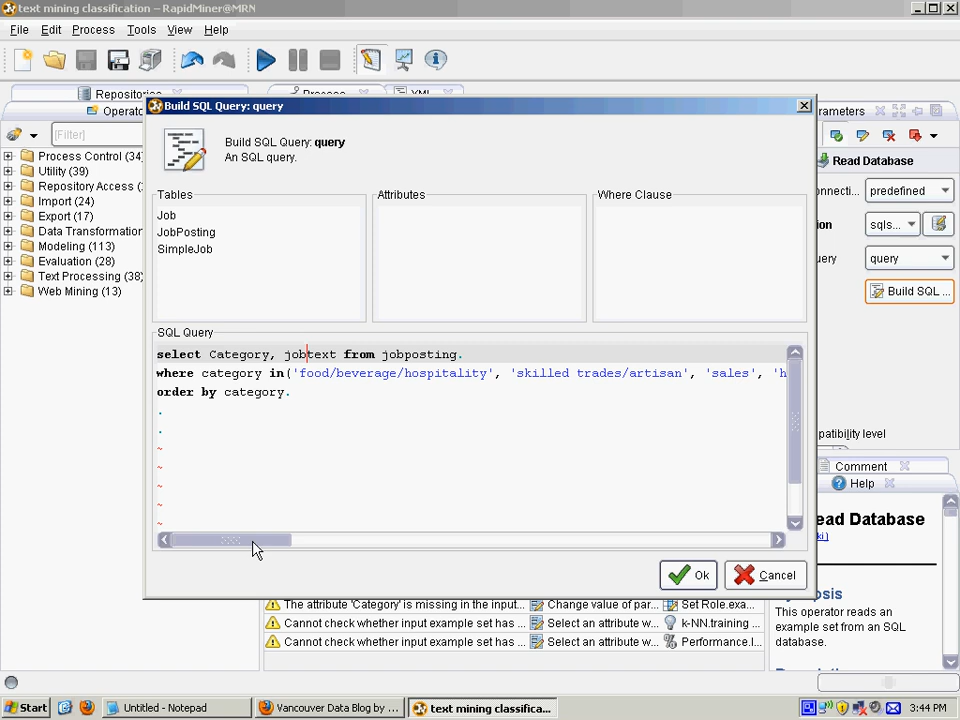 text mining classification – RapidMiner@MRN
File Edit Process Tools View Help
Repositories
XML
Operato
ameters
Build SQL Query: query
[Filter]
Build SQL Query: query
An SQL query.
Process Control (34)
Utility (39)
Repository Access (
Import (24)
Export (17)
Data Transformation
Modeling (113)
Evaluation (28)
Text Processing (38)
Web Mining (13)
Tables
Job
JobPosting
SimpleJob
Attributes
Where Clause
Read Database
onnecti... predefined
ion sqls...
uery query
Build SQL ...
SQL Query
select Category, jobtext from jobposting.
where category in('food/beverage/hospitality', 'skilled trades/artisan', 'sales', 'h
order by category.
.
.
~
~
~
~
~
patibility level
Comment
Help
ead Database
ki)
Ok Cancel
nopsis
This operator reads an
example set from an SQL
database.
The attribute 'Category' is missing in the input... Change value of par... Set Role.exa...
Cannot check whether input example set has ... Select an attribute w... k-NN.training ...
Cannot check whether input example set has ... Select an attribute w... Performance.l...
Start Untitled - Notepad Vancouver Data Blog by ... text mining classifica... 3:44 PM